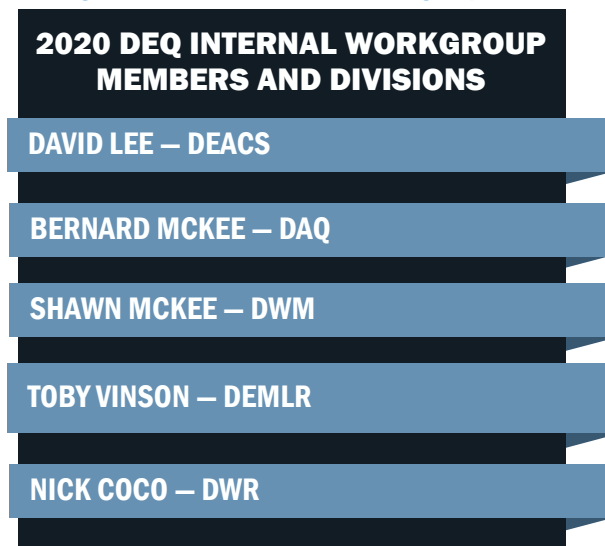 2020 DEQ INTERNAL WORKGROUP
MEMBERS AND DIVISIONS
DAVID LEE — DEACS
BERNARD MCKEE — DAQ
SHAWN MCKEE — DWM
TOBY VINSON — DEMLR
NICK COCO — DWR